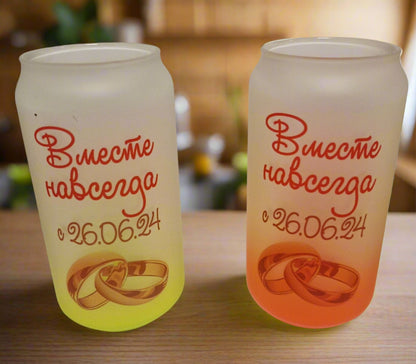 Вместе
навсегда
с 26.06.24
Вместе
навсегда
с 26.06.24